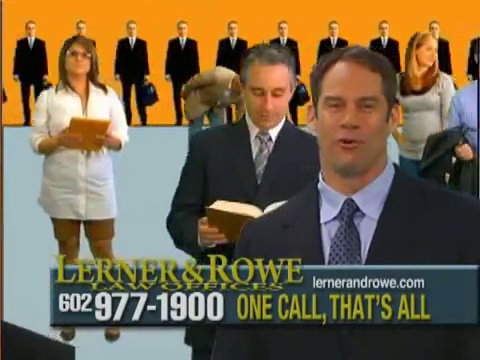 LERNER & ROWE
LAW OFFICES
lernerandrowe.com
602 977-1900 ONE CALL, THAT'S ALL